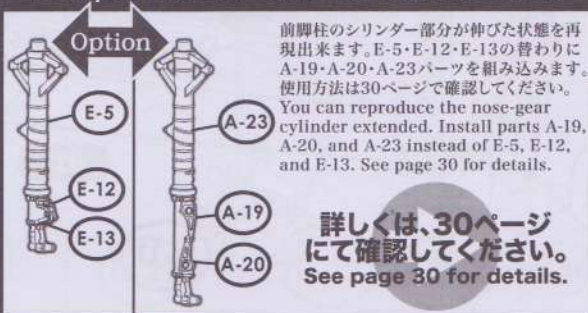 Option
E-5
E-12
E-13
A-23
A-19
A-20
前脚柱のシリンダー部分が伸びた状態を再
現出来ます。E-5・E-12・E-13の替わりに
A-19・A-20・A-23パーツを組み込みます。
使用方法は30ページで確認してください。
You can reproduce the nose-gear
cylinder extended. Install parts A-19,
A-20, and A-23 instead of E-5, E-12,
and E-13. See page 30 for details.
詳しくは、30ページ
にて確認してください。
See page 30 for details.